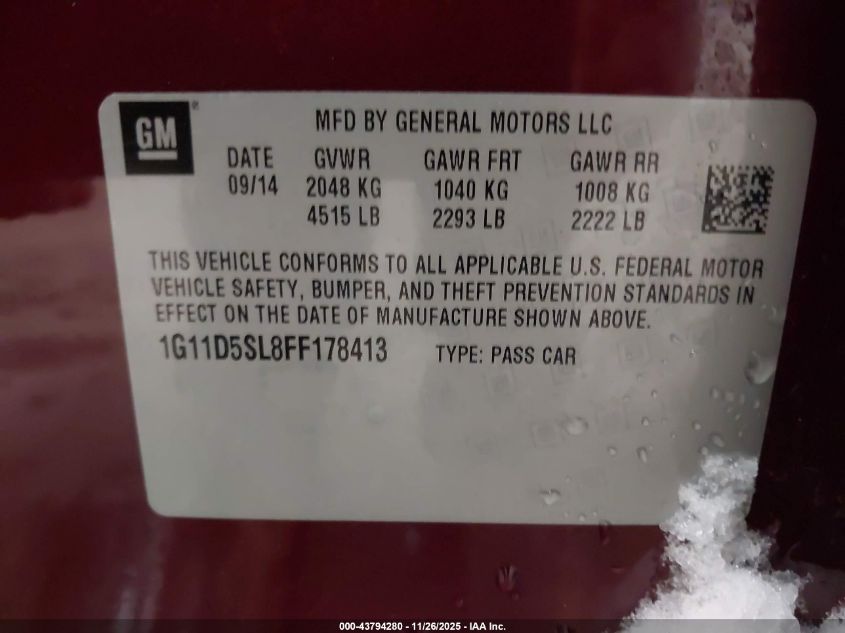 GM ®
MFD BY GENERAL MOTORS LLC
DATE GVWR GAWR FRT GAWR RR
09/14 2048 KG 1040 KG 1008 KG
4515 LB 2293 LB 2222 LB
THIS VEHICLE CONFORMS TO ALL APPLICABLE U.S. FEDERAL MOTOR
VEHICLE SAFETY, BUMPER, AND THEFT PREVENTION STANDARDS IN
EFFECT ON THE DATE OF MANUFACTURE SHOWN ABOVE.
1G11D5SL8FF178413 TYPE: PASS CAR
000-43794280 - 11/26/2025 - IAA Inc.